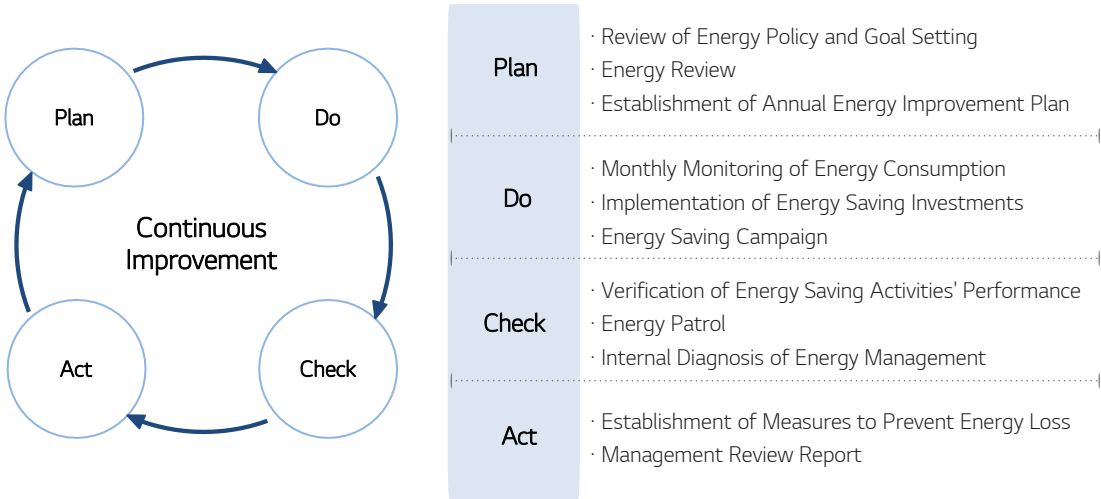 Plan
Do
Continuous
Improvement
Act
Check
Plan
· Review of Energy Policy and Goal Setting
· Energy Review
· Establishment of Annual Energy Improvement Plan
Do
· Monthly Monitoring of Energy Consumption
· Implementation of Energy Saving Investments
· Energy Saving Campaign
Check
· Verification of Energy Saving Activities' Performance
· Energy Patrol
· Internal Diagnosis of Energy Management
Act
· Establishment of Measures to Prevent Energy Loss
· Management Review Report